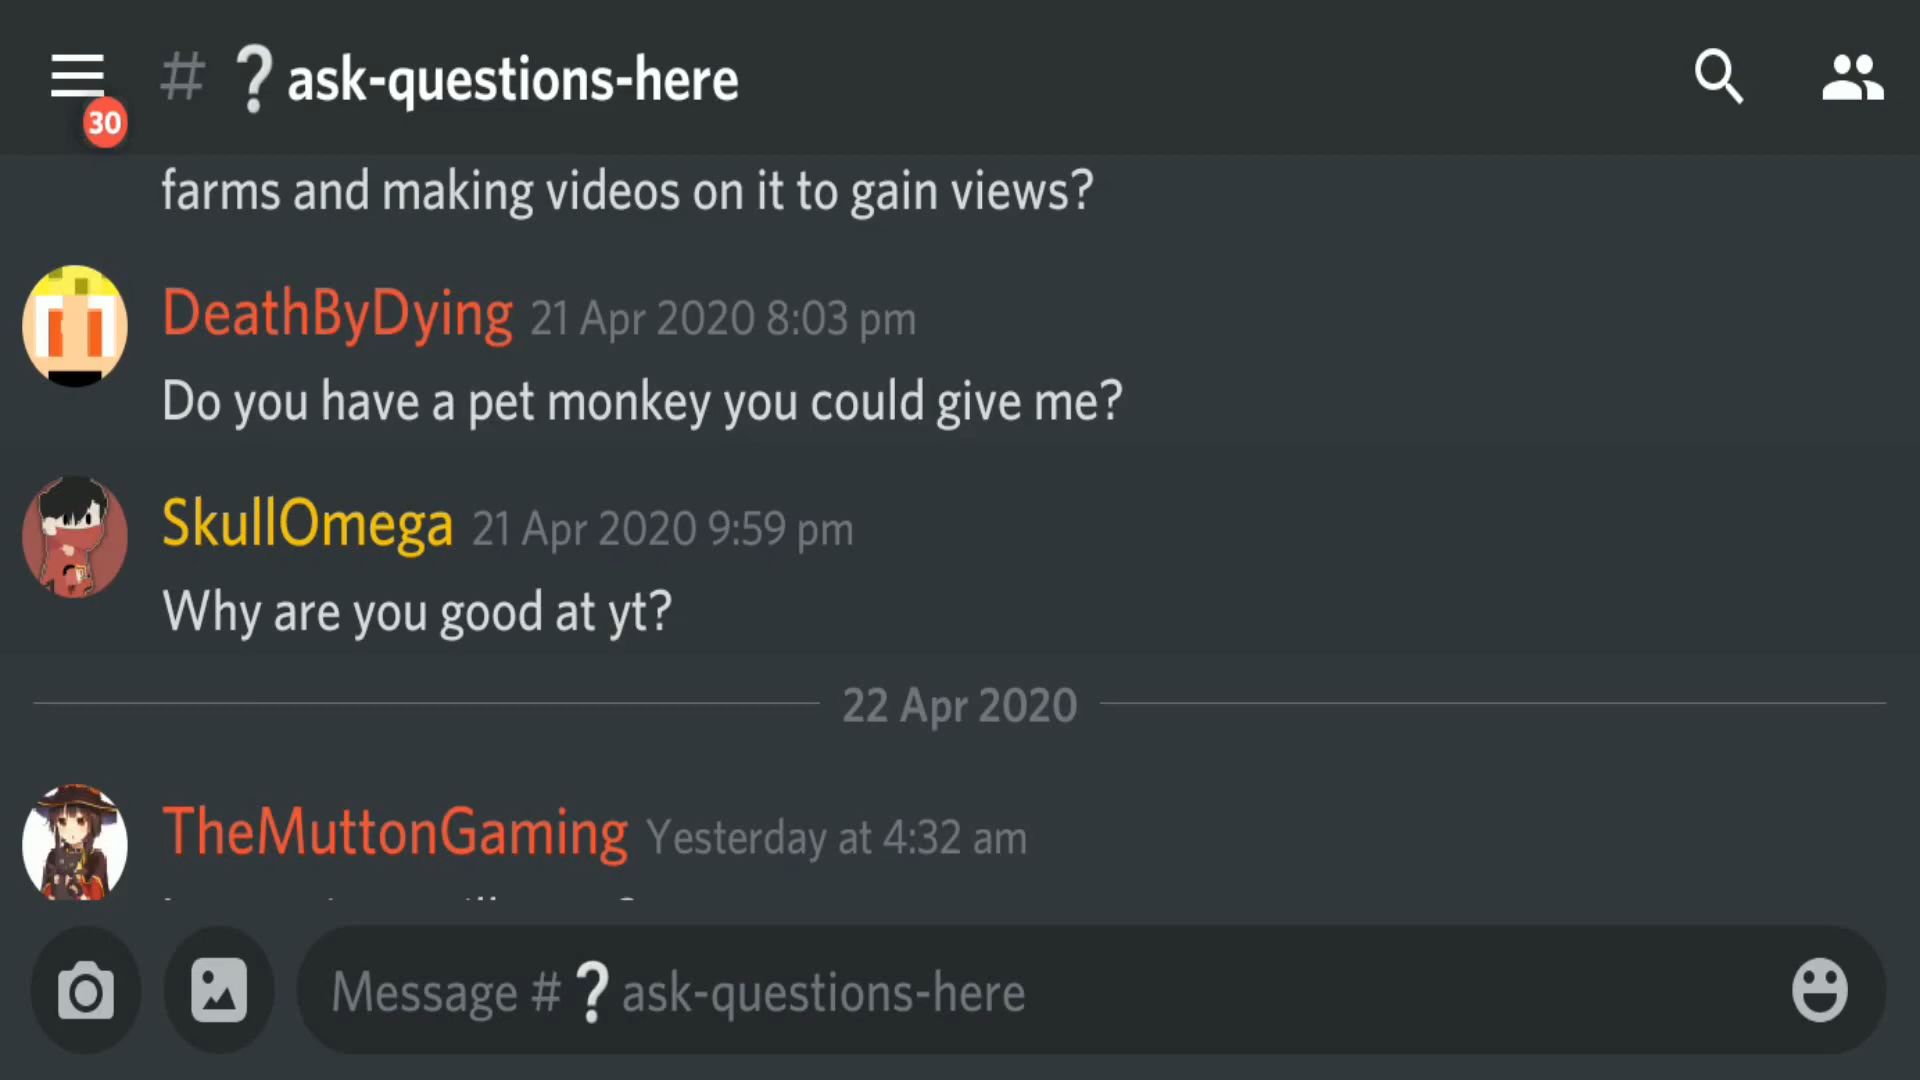 # ❔ask-questions-here
30
farms and making videos on it to gain views?
DeathByDying 21 Apr 2020 8:03 pm
Do you have a pet monkey you could give me?
SkullOmega 21 Apr 2020 9:59 pm
Why are you good at yt?
22 Apr 2020
TheMuttonGaming Yesterday at 4:32 am
Message #❔ask-questions-here